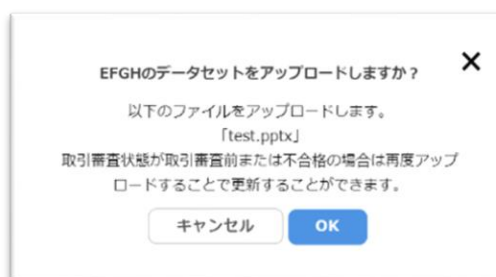 EFGHのデータセットをアップロードしますか？
以下のファイルをアップロードします。
「test.pptx」
取引審査状態が取引審査前または不合格の場合は再度アップ
ロードすることで更新することができます。
キャンセル OK